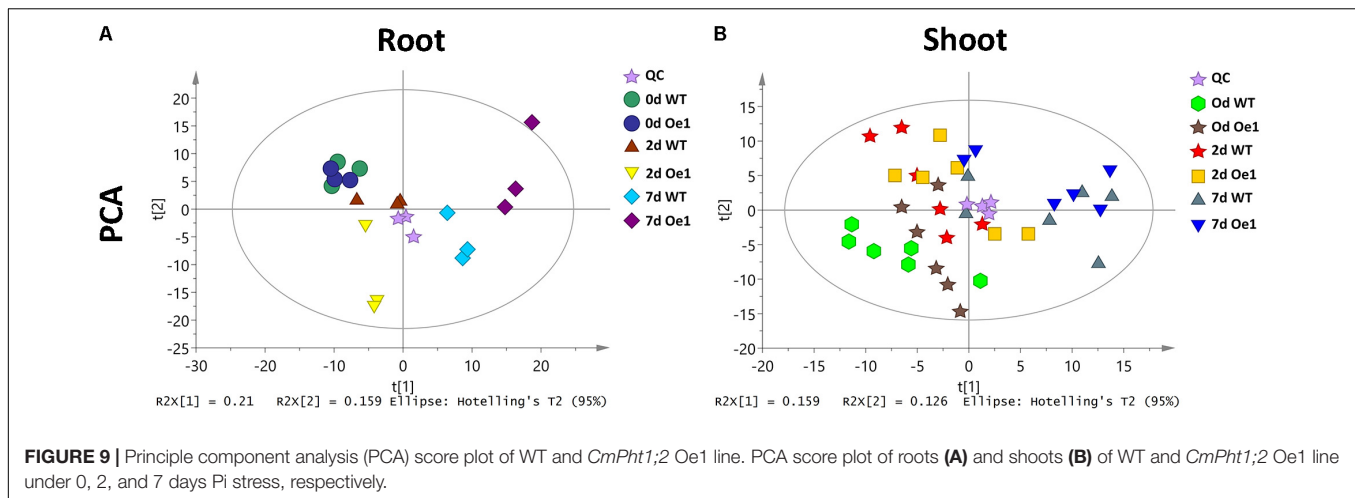 A
Root
PCA
t[2]
20
15
10
5
0
-5
-10
-15
-20
-25
-30
-20
-10
0
10
20
t[1]
R2X[1] = 0.21 R2X[2] = 0.159 Ellipse: Hotelling's T2 (95%)
QC
0d WT
0d Oe1
2d WT
2d Oe1
7d WT
7d Oe1
B
Shoot
t[2]
15
10
5
0
-5
-10
-15
-20
-20
-15
-10
-5
0
5
10
15
t[1]
R2X[1] = 0.159 R2X[2] = 0.126 Ellipse: Hotelling's T2 (95%)
QC
Od WT
Od Oe1
2d WT
2d Oe1
7d WT
7d Oe1
FIGURE 9 | Principle component analysis (PCA) score plot of WT and CmPht1;2 Oe1 line. PCA score plot of roots (A) and shoots (B) of WT and CmPht1;2 Oe1 line
under 0, 2, and 7 days Pi stress, respectively.